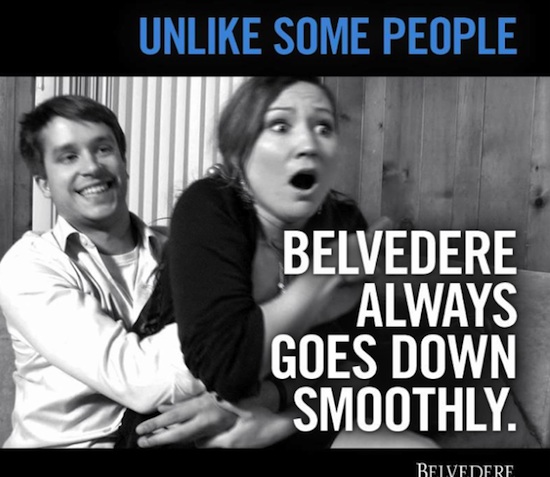 UNLIKE SOME PEOPLE
BELVEDERE
ALWAYS
GOES DOWN
SMOOTHLY.
BELVEDERE